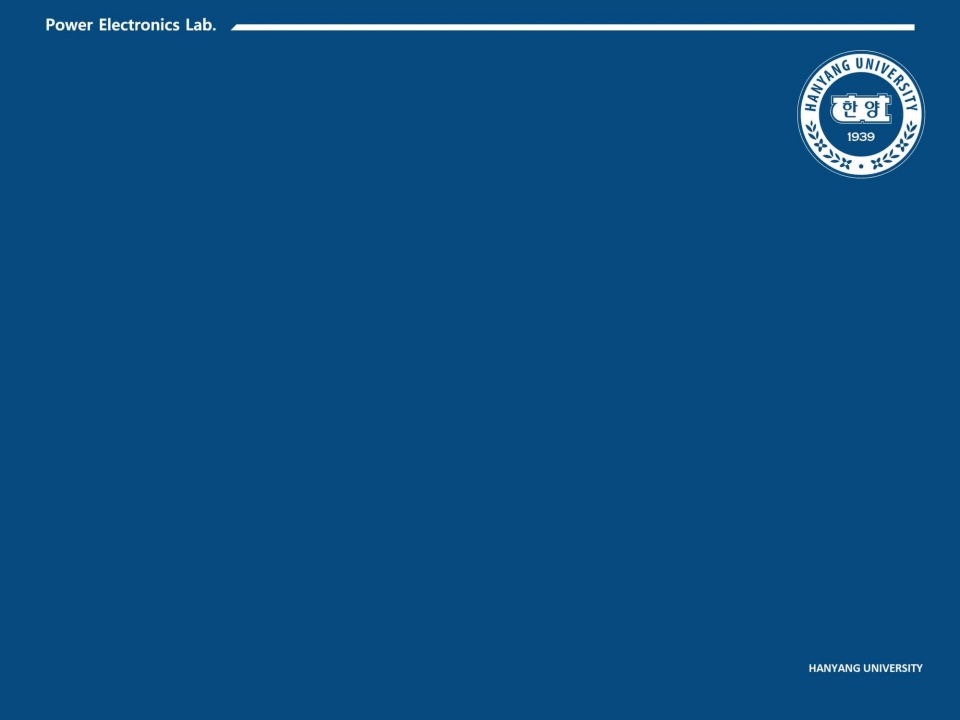 Power Electronics Lab.
HANYANG UNIVERSITY
한양
1939
HANYANG UNIVERSITY